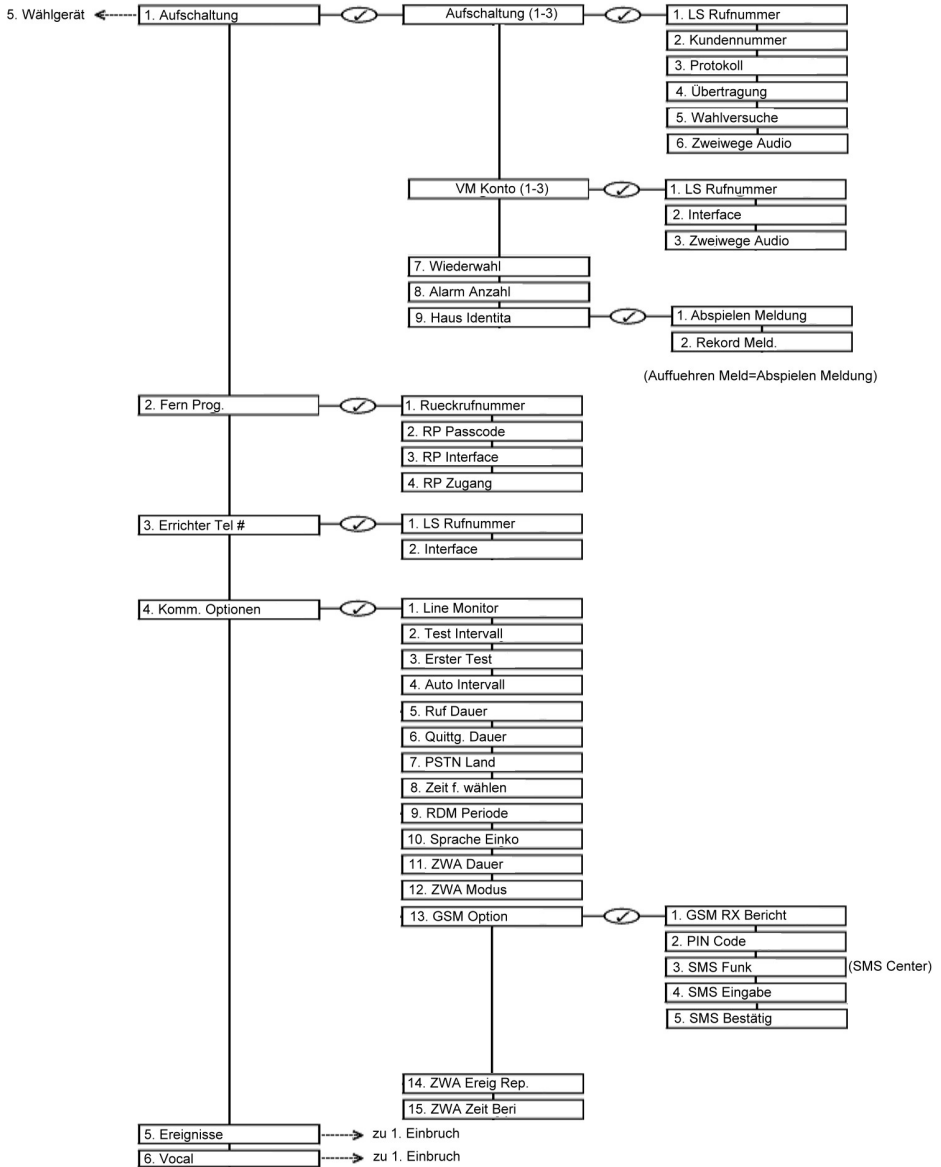 5. Wählgerät
1. Aufschaltung
Aufschaltung (1-3)
1. LS Rufnummer
2. Kundennummer
3. Protokoll
4. Übertragung
5. Wahlversuche
6. Zweiwege Audio
VM Konto (1-3)
1. LS Rufnummer
2. Interface
3. Zweiwege Audio
7. Wiederwahl
8. Alarm Anzahl
9. Haus Identita
1. Abspielen Meldung
2. Rekord Meld.
(Auffuehren Meld=Abspielen Meldung)
2. Fern Prog.
1. Rueckrufnummer
2. RP Passcode
3. RP Interface
4. RP Zugang
3. Errichter Tel #
1. LS Rufnummer
2. Interface
4. Komm. Optionen
1. Line Monitor
2. Test Intervall
3. Erster Test
4. Auto Intervall
5. Ruf Dauer
6. Quittg. Dauer
7. PSTN Land
8. Zeit f. wählen
9. RDM Periode
10. Sprache Einko
11. ZWA Dauer
12. ZWA Modus
13. GSM Option
1. GSM RX Bericht
2. PIN Code
3. SMS Funk
(SMS Center)
4. SMS Eingabe
5. SMS Bestätig
14. ZWA Ereig Rep.
15. ZWA Zeit Beri
5. Ereignisse
zu 1. Einbruch
6. Vocal
zu 1. Einbruch